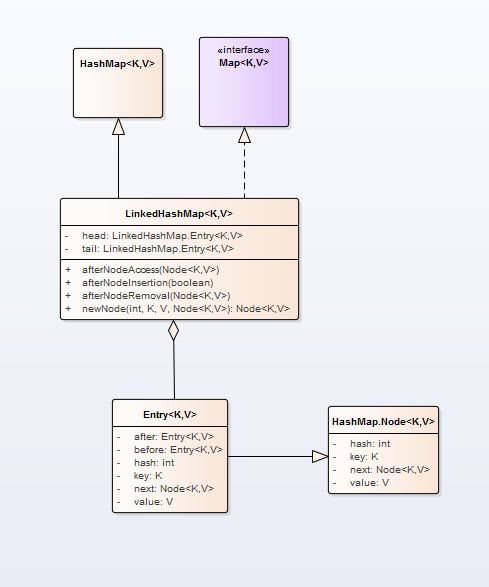 HashMap<K,V>
«interface»
Map<K,V>
LinkedHashMap<K,V>
- head: LinkedHashMap.Entry<K,V>
- tail: LinkedHashMap.Entry<K,V>
+ afterNodeAccess(Node<K,V>)
+ afterNodeInsertion(boolean)
+ afterNodeRemoval(Node<K,V>)
+ newNode(int, K, V, Node<K,V>): Node<K,V>
Entry<K,V>
- after: Entry<K,V>
- before: Entry<K,V>
- hash: int
- key: K
- next: Node<K,V>
- value: V
HashMap.Node<K,V>
- hash: int
- key: K
- next: Node<K,V>
- value: V